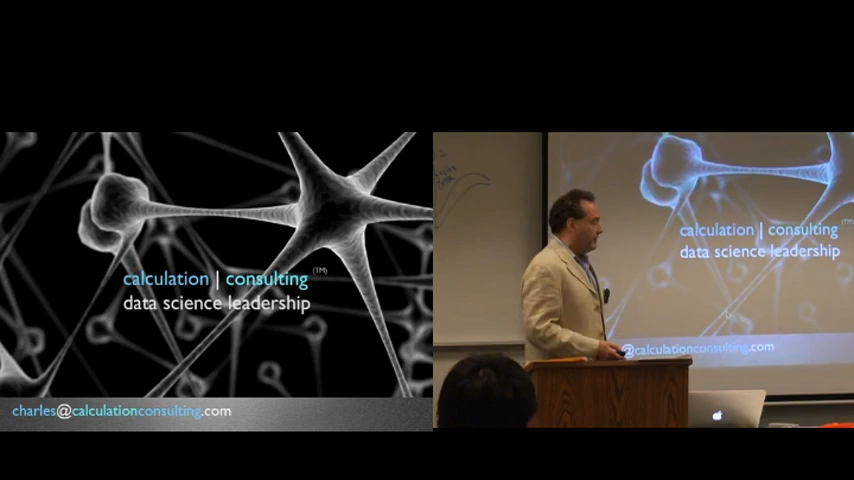 calculation | consulting (TM)
data science leadership
charles@calculationconsulting.com
calculation | consulting (TM)
data science leadership
@calculationconsulting.com